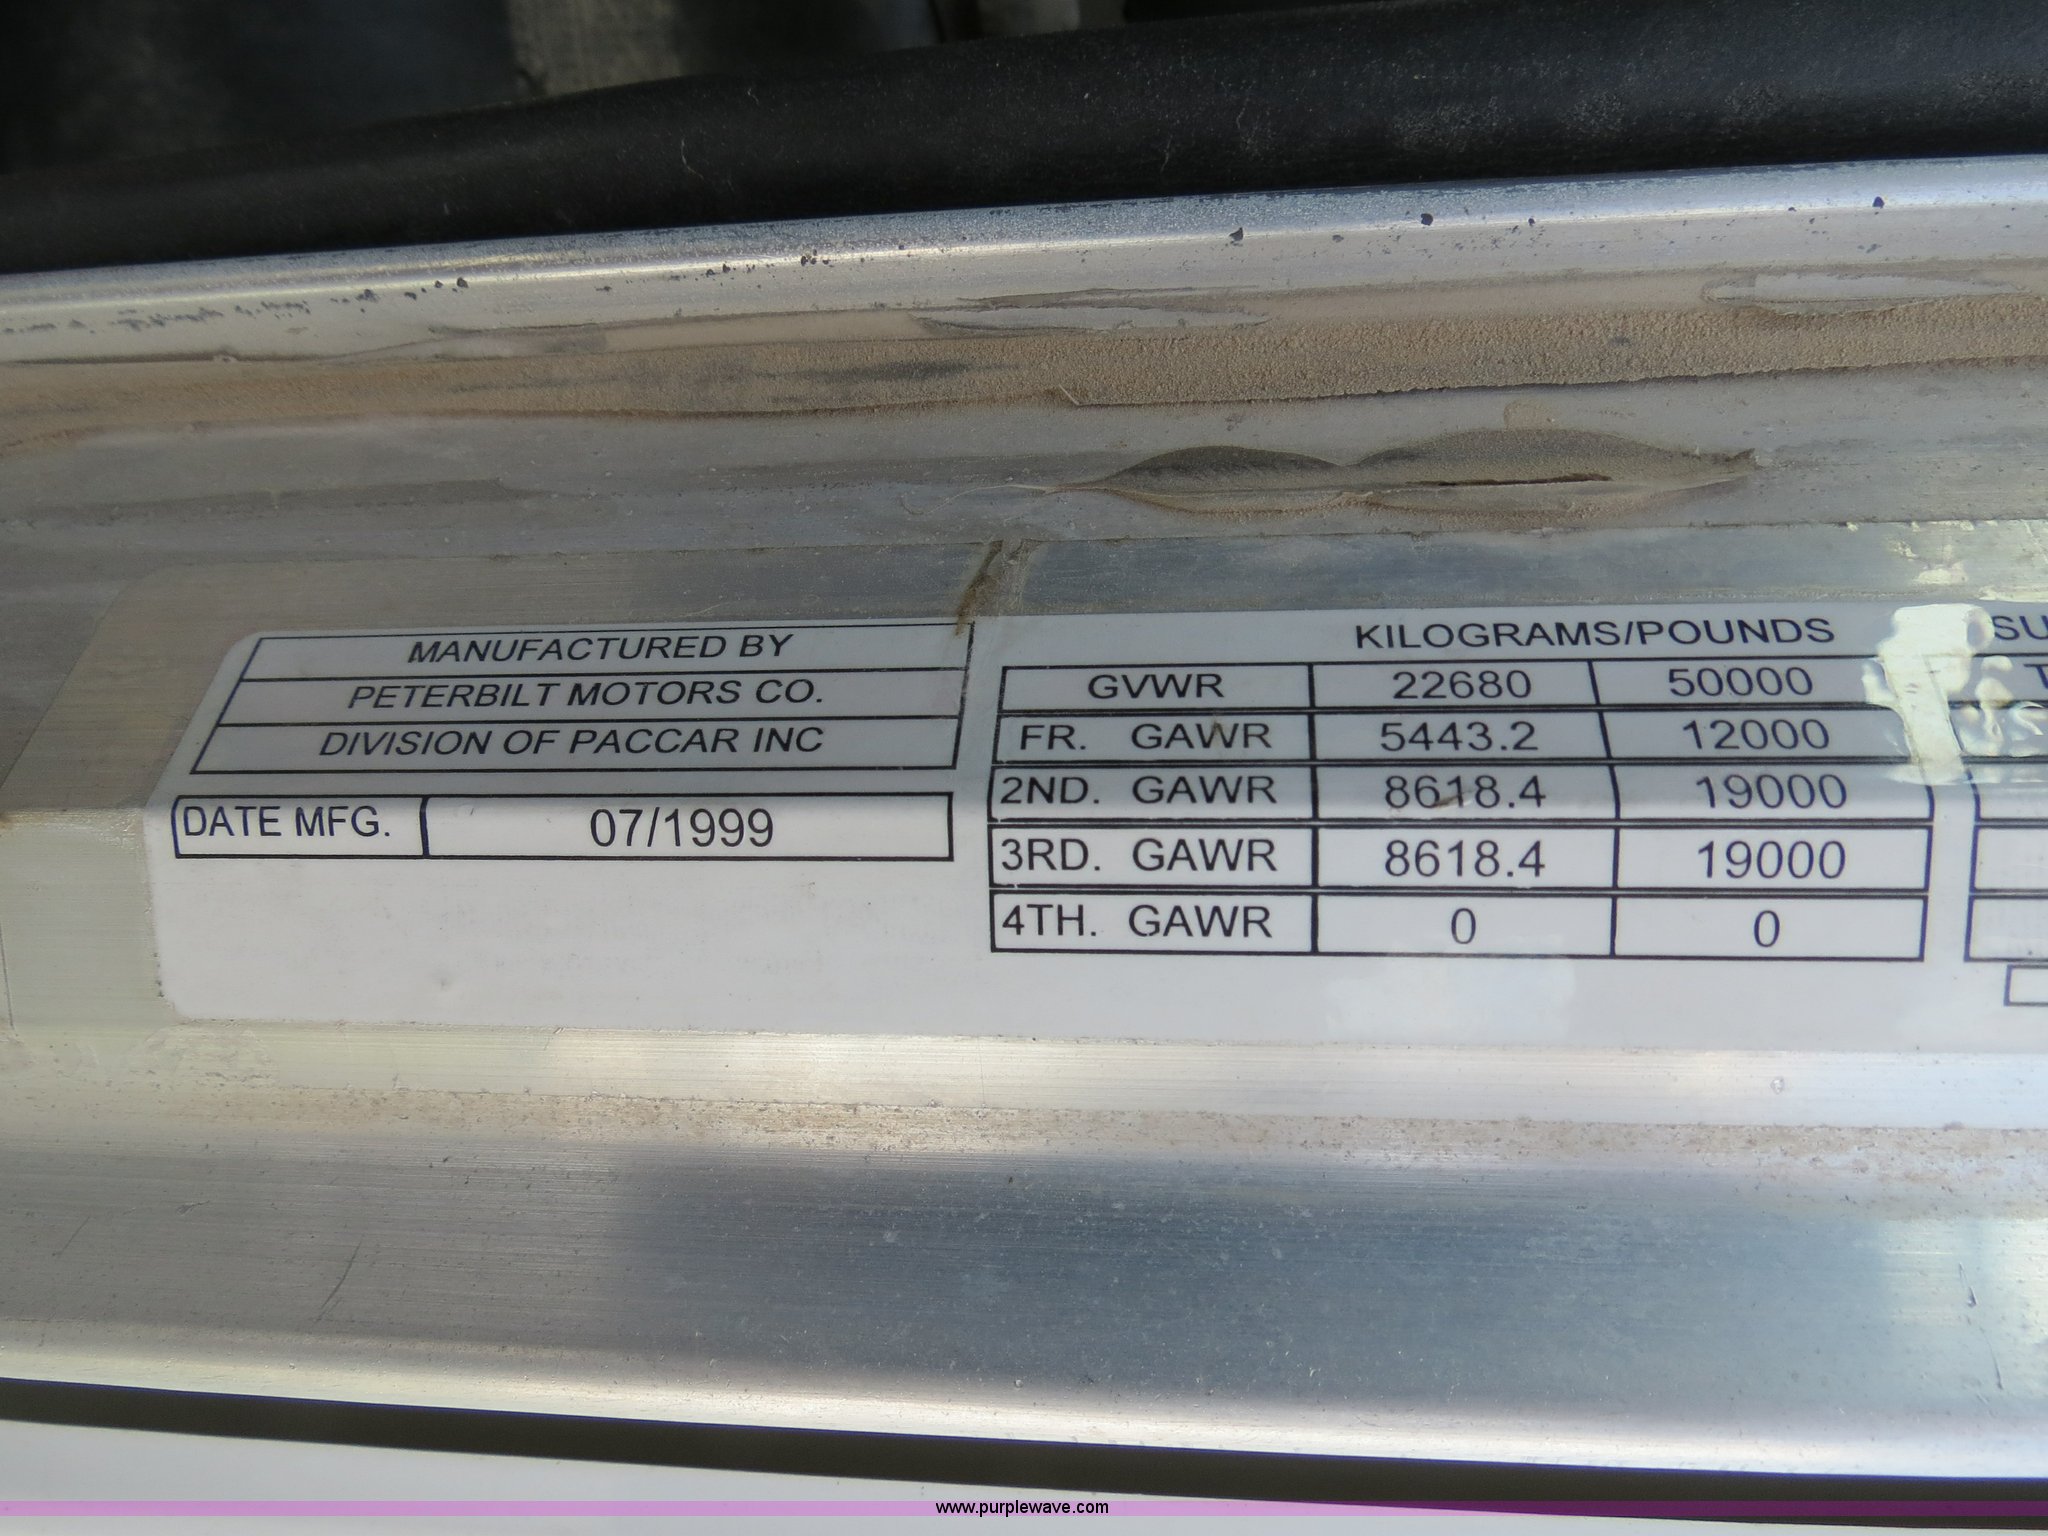 MANUFACTURED BY
PETERBILT MOTORS CO.
DIVISION OF PACCAR INC
DATE MFG. 07/1999
KILOGRAMS/POUNDS
GVWR 22680 50000
FR. GAWR 5443.2 12000
2ND. GAWR 8618.4 19000
3RD. GAWR 8618.4 19000
4TH. GAWR 0 0
SU
www.purplewave.com